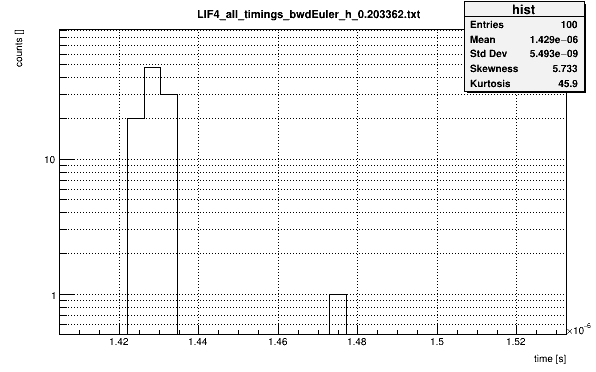 LIF4_all_timings_bwdEuler_h_0.203362.txt
hist
Entries 100
Mean 1.429e−06
Std Dev 5.493e−09
Skewness 5.733
Kurtosis 45.9
counts []
10
1
1.42 1.44 1.46 1.48 1.5 1.52
×10⁻⁶
time [s]